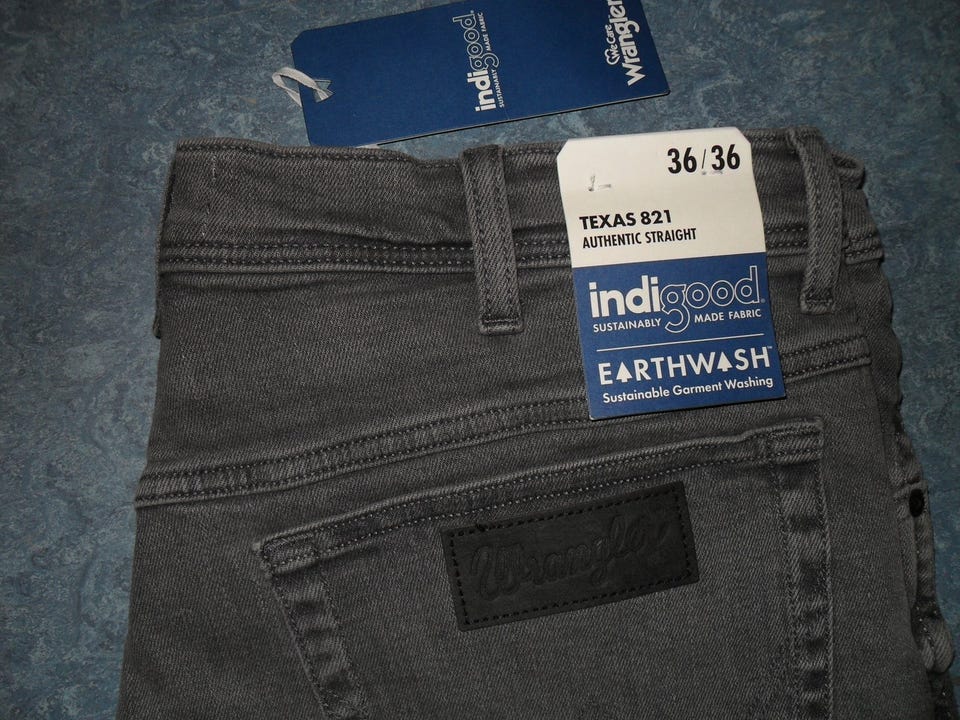 indigood
SUSTAINABLY MADE FABRIC
We Care
Wrangler
36/36
TEXAS 821
AUTHENTIC STRAIGHT
indigood®
SUSTAINABLY MADE FABRIC
EARTHWASH™
Sustainable Garment Washing
Wrangler